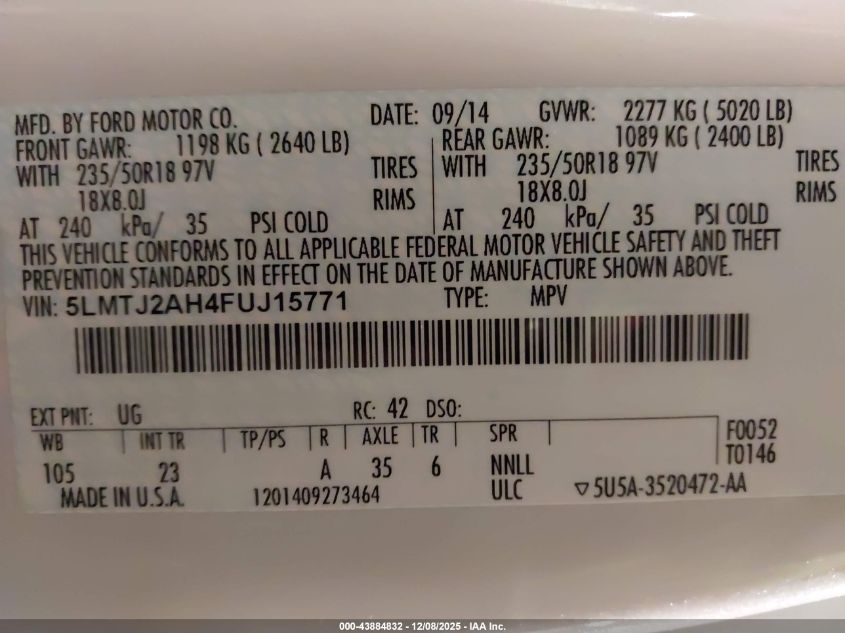 MFD. BY FORD MOTOR CO. DATE: 09/14 GVWR: 2277 KG ( 5020 LB)
FRONT GAWR: 1198 KG ( 2640 LB) REAR GAWR: 1089 KG ( 2400 LB)
WITH 235/50R18 97V TIRES WITH 235/50R18 97V TIRES
18X8.0J RIMS 18X8.0J RIMS
AT 240 kPa/ 35 PSI COLD AT 240 kPa/ 35 PSI COLD
THIS VEHICLE CONFORMS TO ALL APPLICABLE FEDERAL MOTOR VEHICLE SAFETY AND THEFT
PREVENTION STANDARDS IN EFFECT ON THE DATE OF MANUFACTURE SHOWN ABOVE.
VIN: 5LMTJ2AH4FUJ15771 TYPE: MPV
EXT PNT: UG RC: 42 DSO:
WB INT TR TP/PS R AXLE TR SPR F0052
105 23 A 35 6 NNLL T0146
MADE IN U.S.A. 1201409273464 ULC ▽5U5A-3520472-AA
000-43884832 - 12/08/2025 - IAA Inc.